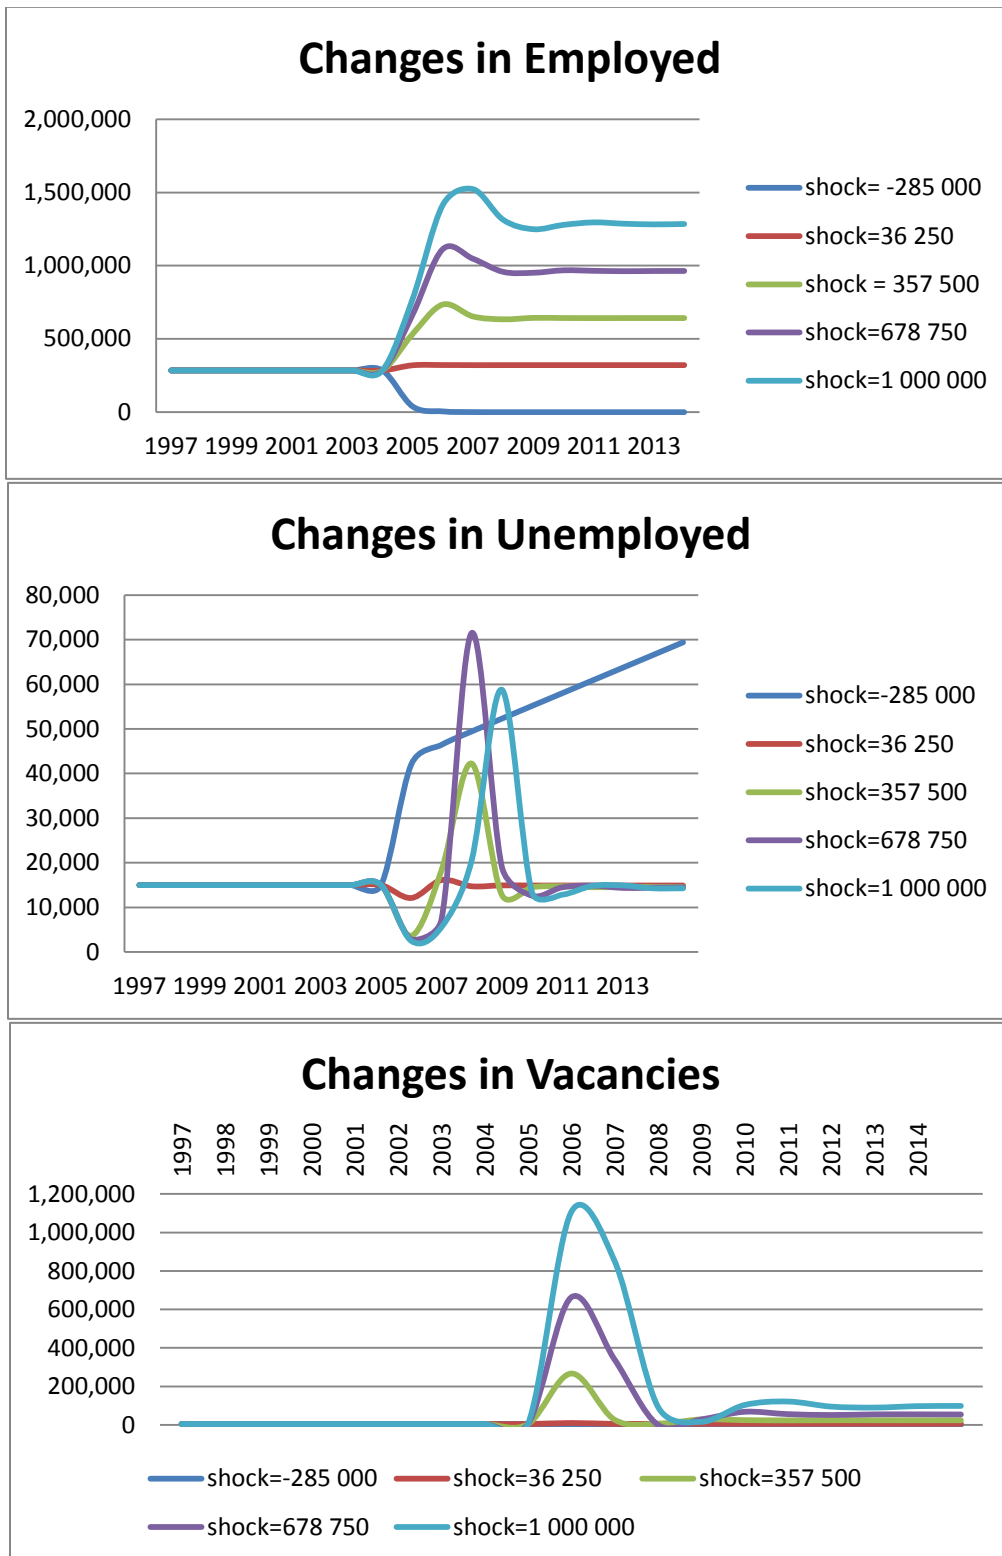 Changes in Employed
2,000,000
1,500,000
1,000,000
500,000
0
1997 1999 2001 2003 2005 2007 2009 2011 2013
shock= -285 000
shock=36 250
shock = 357 500
shock=678 750
shock=1 000 000
Changes in Unemployed
80,000
70,000
60,000
50,000
40,000
30,000
20,000
10,000
0
1997 1999 2001 2003 2005 2007 2009 2011 2013
shock=-285 000
shock=36 250
shock=357 500
shock=678 750
shock=1 000 000
Changes in Vacancies
1997 1998 1999 2000 2001 2002 2003 2004 2005 2006 2007 2008 2009 2010 2011 2012 2013 2014
1,200,000
1,000,000
800,000
600,000
400,000
200,000
0
shock=-285 000 shock=36 250 shock=357 500
shock=678 750 shock=1 000 000